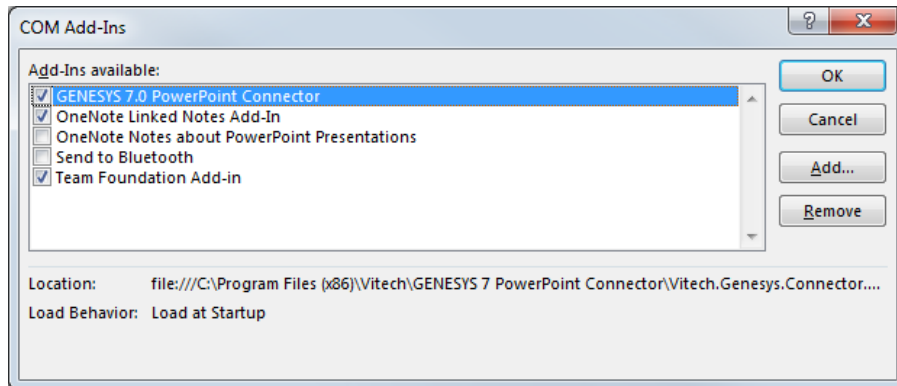 COM Add-Ins
Add-Ins available:
GENESYS 7.0 PowerPoint Connector
OneNote Linked Notes Add-In
OneNote Notes about PowerPoint Presentations
Send to Bluetooth
Team Foundation Add-in
OK
Cancel
Add...
Remove
Location: file:///C:\Program Files (x86)\Vitech\GENESYS 7 PowerPoint Connector\Vitech.Genesys.Connector....
Load Behavior: Load at Startup